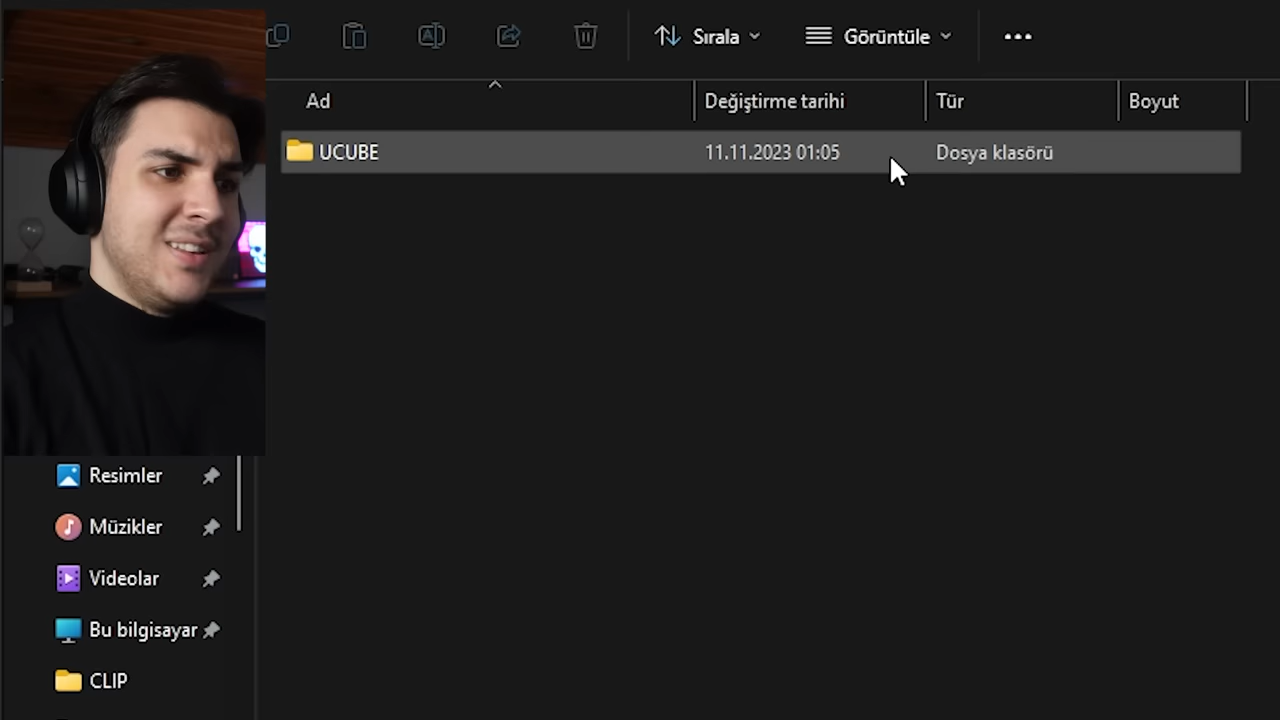 Sırala
Görüntüle
Ad
Değiştirme tarihi
Tür
Boyut
UCUBE
11.11.2023 01:05
Dosya klasörü
Resimler
Müzikler
Videolar
Bu bilgisayar
CLIP